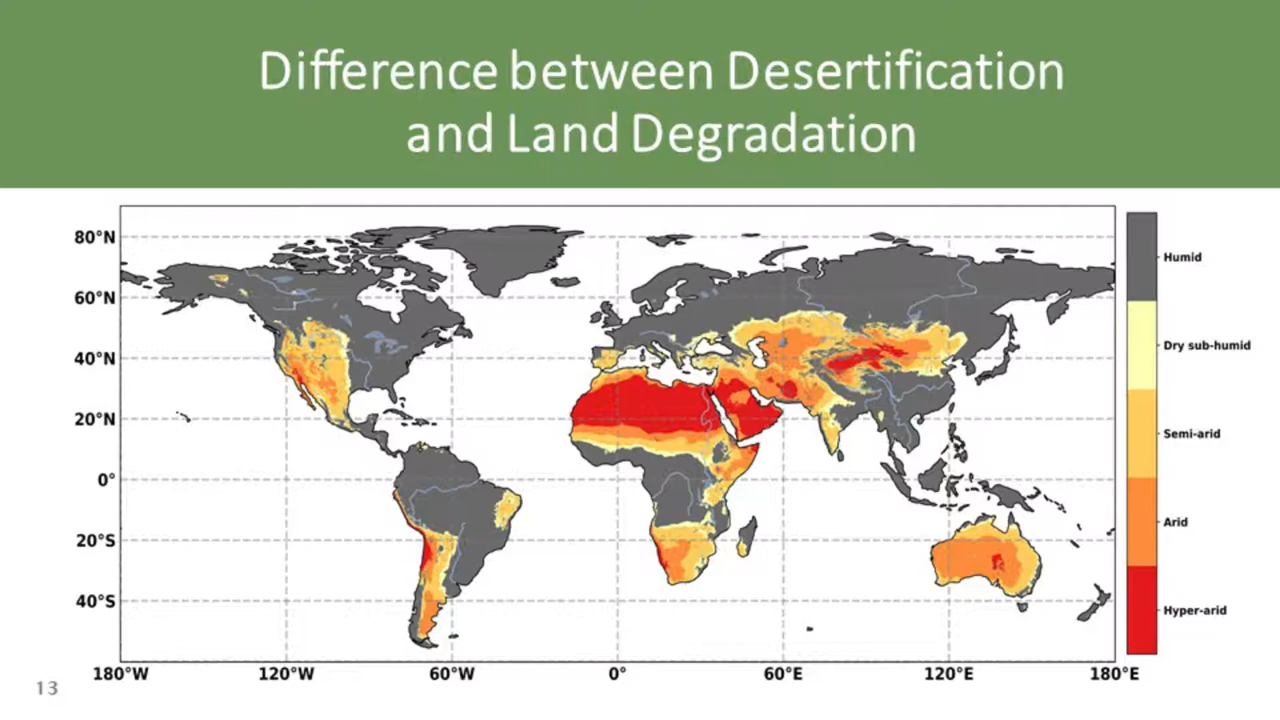 Difference between Desertification
and Land Degradation
80°N
60°N
40°N
20°N
0°
20°S
40°S
180°W
120°W
60°W
0°
60°E
120°E
180°E
Humid
Dry sub-humid
Semi-arid
Arid
Hyper-arid
13